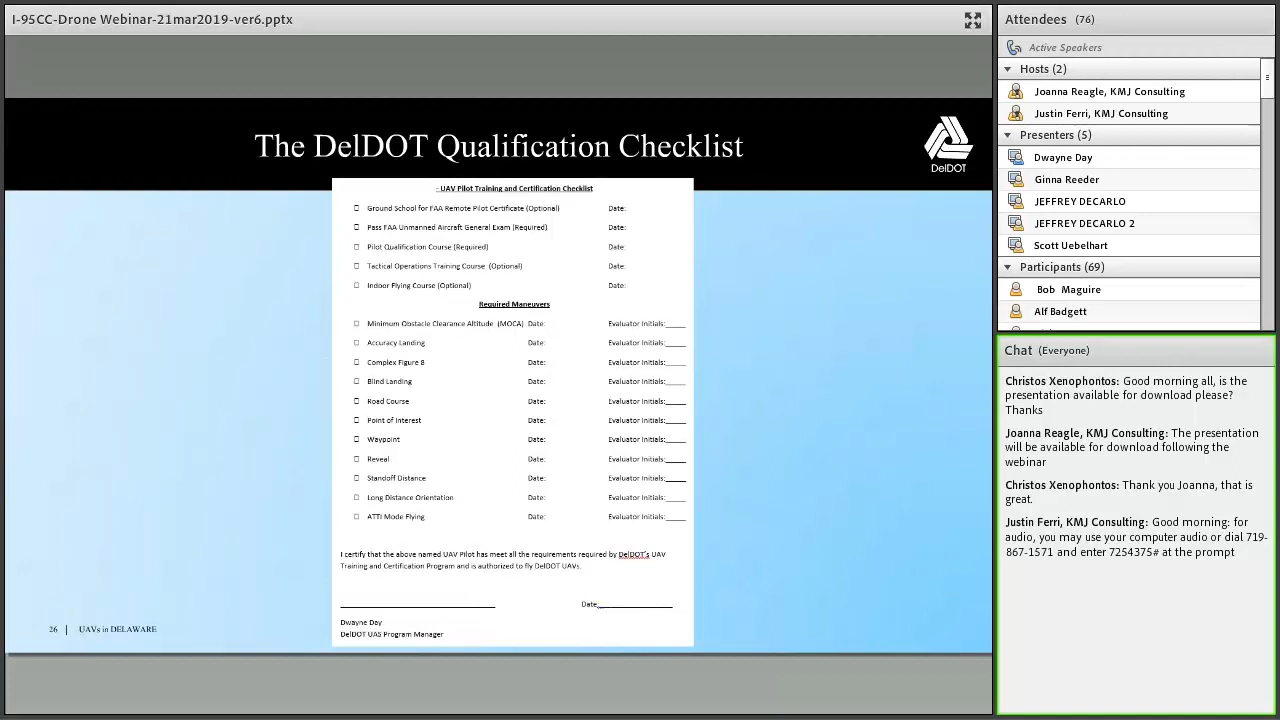 I-95CC-Drone Webinar-21mar2019-ver6.pptx
The DelDOT Qualification Checklist
DelDOT
- UAV Pilot Training and Certification Checklist
Ground School for FAA Remote Pilot Certificate (Optional) Date:
Pass FAA Unmanned Aircraft General Exam (Required) Date:
Pilot Qualification Course (Required) Date:
Tactical Operations Training Course (Optional) Date:
Indoor Flying Course (Optional) Date:
Required Maneuvers
Minimum Obstacle Clearance Altitude (MOCA) Date: Evaluator Initials:_____
Accuracy Landing Date: Evaluator Initials:_____
Complex Figure 8 Date: Evaluator Initials:_____
Blind Landing Date: Evaluator Initials:_____
Road Course Date: Evaluator Initials:_____
Point of Interest Date: Evaluator Initials:_____
Waypoint Date: Evaluator Initials:_____
Reveal Date: Evaluator Initials:_____
Standoff Distance Date: Evaluator Initials:_____
Long Distance Orientation Date: Evaluator Initials:_____
ATTI Mode Flying Date: Evaluator Initials:_____
I certify that the above named UAV Pilot has meet all the requirements required by DelDOT's UAV
Training and Certification Program and is authorized to fly DelDOT UAVs.
Date:
Dwayne Day
DelDOT UAS Program Manager
26 | UAVs in DELAWARE
Attendees (76)
Active Speakers
Hosts (2)
Joanna Reagle, KMJ Consulting
Justin Ferri, KMJ Consulting
Presenters (5)
Dwayne Day
Ginna Reeder
JEFFREY DECARLO
JEFFREY DECARLO 2
Scott Uebelhart
Participants (69)
Bob Maguire
Alf Badgett
Chat (Everyone)
Christos Xenophontos: Good morning all, is the
presentation available for download please?
Thanks
Joanna Reagle, KMJ Consulting: The presentation
will be available for download following the
webinar
Christos Xenophontos: Thank you Joanna, that is
great.
Justin Ferri, KMJ Consulting: Good morning: for
audio, you may use your computer audio or dial 719-
867-1571 and enter 7254375# at the prompt